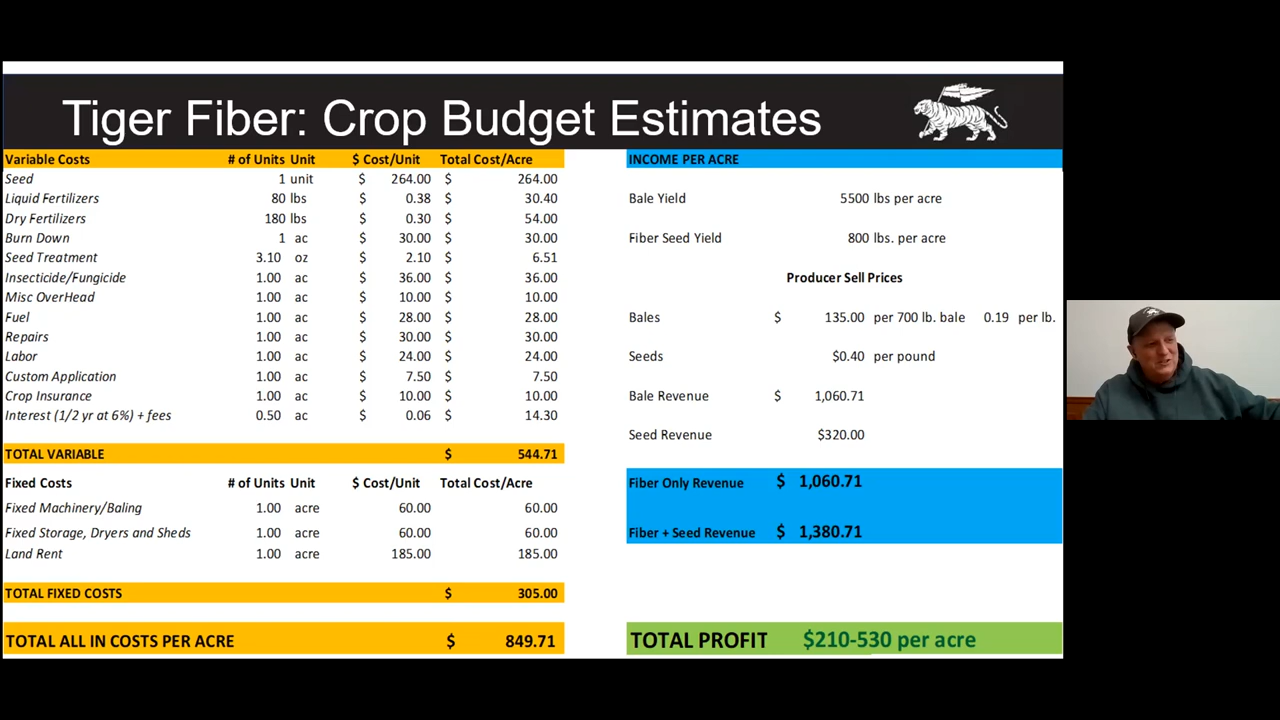 Tiger Fiber: Crop Budget Estimates
Variable Costs # of Units Unit $ Cost/Unit Total Cost/Acre
Seed 1 unit $ 264.00 $ 264.00
Liquid Fertilizers 80 lbs $ 0.38 $ 30.40
Dry Fertilizers 180 lbs $ 0.30 $ 54.00
Burn Down 1 ac $ 30.00 $ 30.00
Seed Treatment 3.10 oz $ 2.10 $ 6.51
Insecticide/Fungicide 1.00 ac $ 36.00 $ 36.00
Misc OverHead 1.00 ac $ 10.00 $ 10.00
Fuel 1.00 ac $ 28.00 $ 28.00
Repairs 1.00 ac $ 30.00 $ 30.00
Labor 1.00 ac $ 24.00 $ 24.00
Custom Application 1.00 ac $ 7.50 $ 7.50
Crop Insurance 1.00 ac $ 10.00 $ 10.00
Interest (1/2 yr at 6%) + fees 0.50 ac $ 0.06 $ 14.30
TOTAL VARIABLE $ 544.71
Fixed Costs # of Units Unit $ Cost/Unit Total Cost/Acre
Fixed Machinery/Baling 1.00 acre 60.00 60.00
Fixed Storage, Dryers and Sheds 1.00 acre 60.00 60.00
Land Rent 1.00 acre 185.00 185.00
TOTAL FIXED COSTS $ 305.00
TOTAL ALL IN COSTS PER ACRE $ 849.71
INCOME PER ACRE
Bale Yield 5500 lbs per acre
Fiber Seed Yield 800 lbs. per acre
Producer Sell Prices
Bales $ 135.00 per 700 lb. bale 0.19 per lb.
Seeds $0.40 per pound
Bale Revenue $ 1,060.71
Seed Revenue $320.00
Fiber Only Revenue $ 1,060.71
Fiber + Seed Revenue $ 1,380.71
TOTAL PROFIT $210-530 per acre